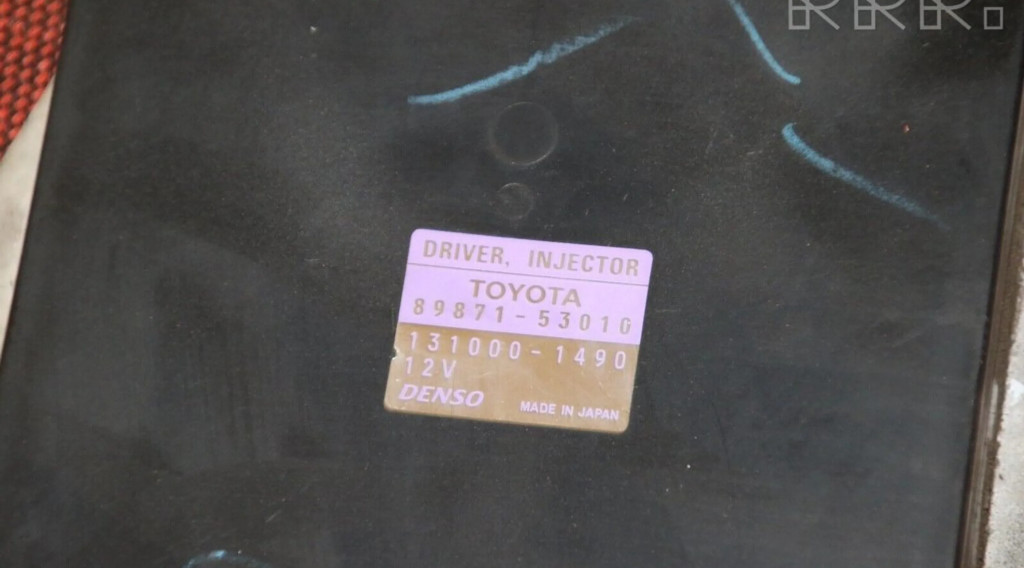 RRR.
DRIVER, INJECTOR
TOYOTA
89871-53010
131000-1490
12V
DENSO MADE IN JAPAN